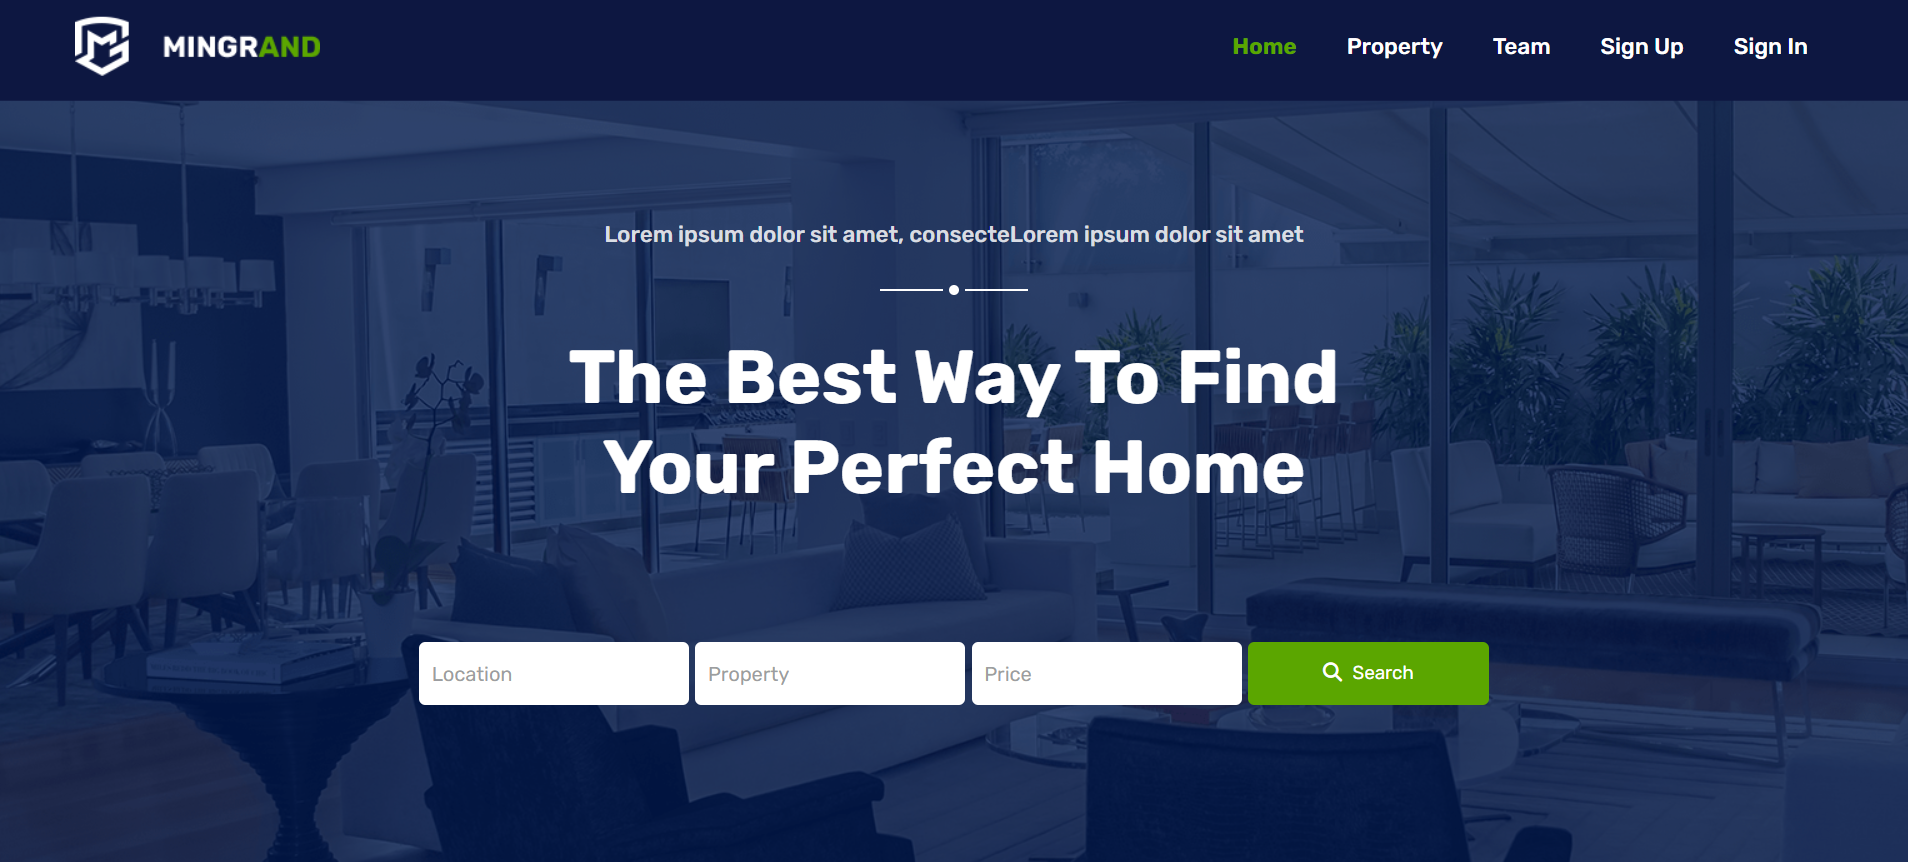 MINGRAND
Home Property Team Sign Up Sign In
Lorem ipsum dolor sit amet, consecteLorem ipsum dolor sit amet
The Best Way To Find
Your Perfect Home
Location Property Price Search